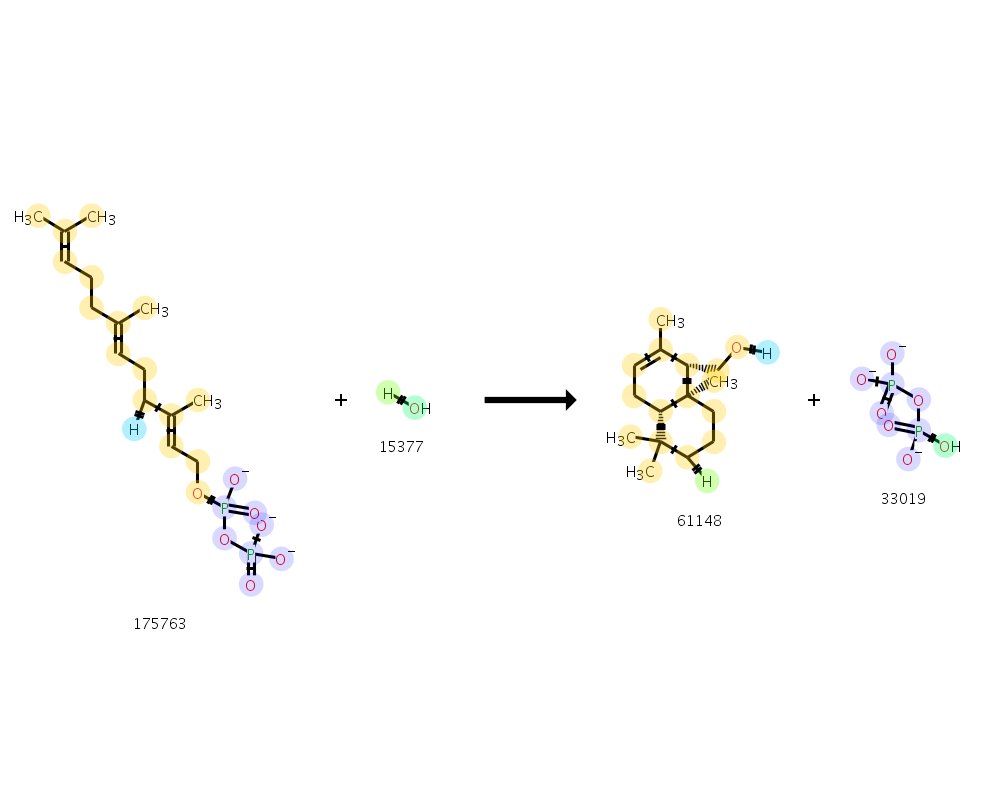 H3C CH3
CH3
CH3
H
O
O−
P O O−
O P O−
O
175763
+
H
OH
15377
CH3
O H
CH3
H3C
H3C
H
61148
+
O−
O− P
O O O
P OH
O−
33019